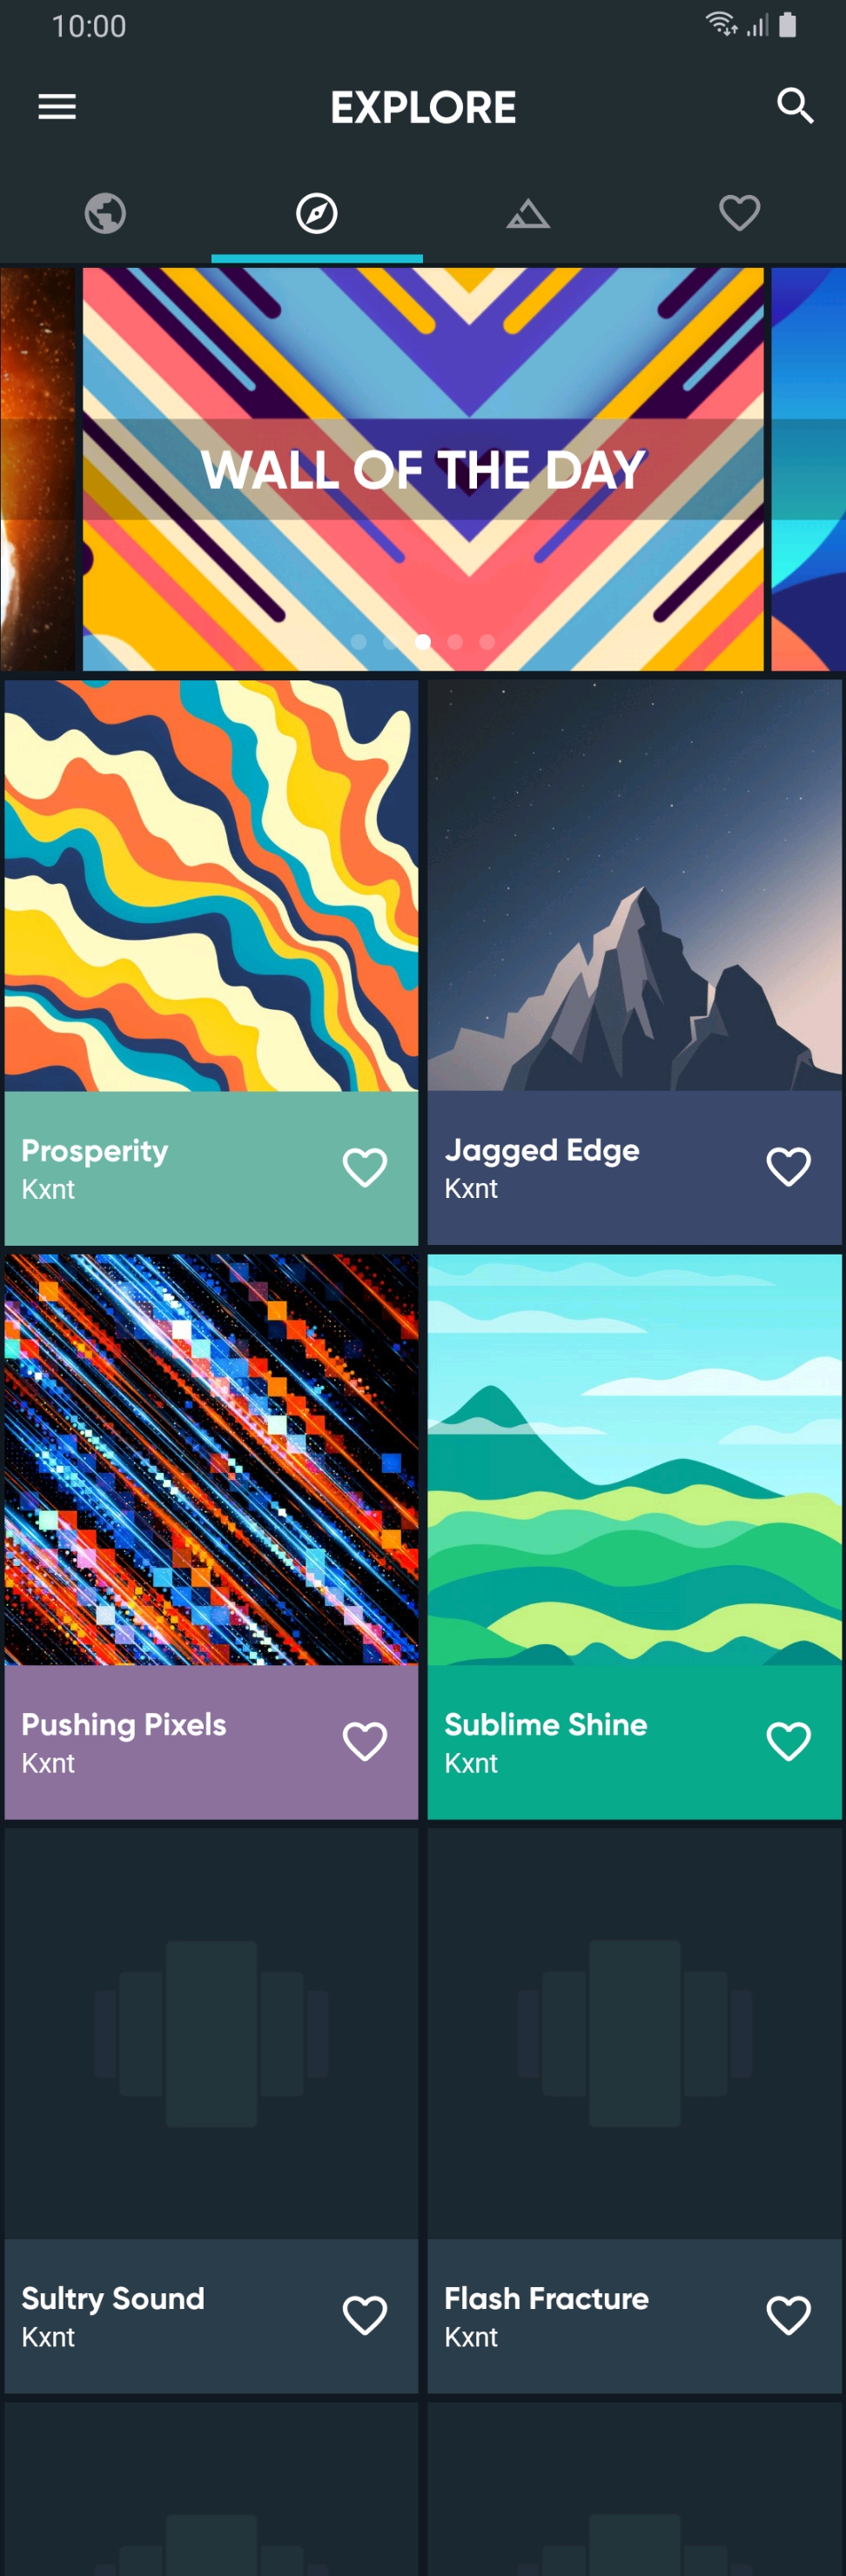 10:00
EXPLORE
WALL OF THE DAY
Prosperity
Kxnt
Jagged Edge
Kxnt
Pushing Pixels
Kxnt
Sublime Shine
Kxnt
Sultry Sound
Kxnt
Flash Fracture
Kxnt